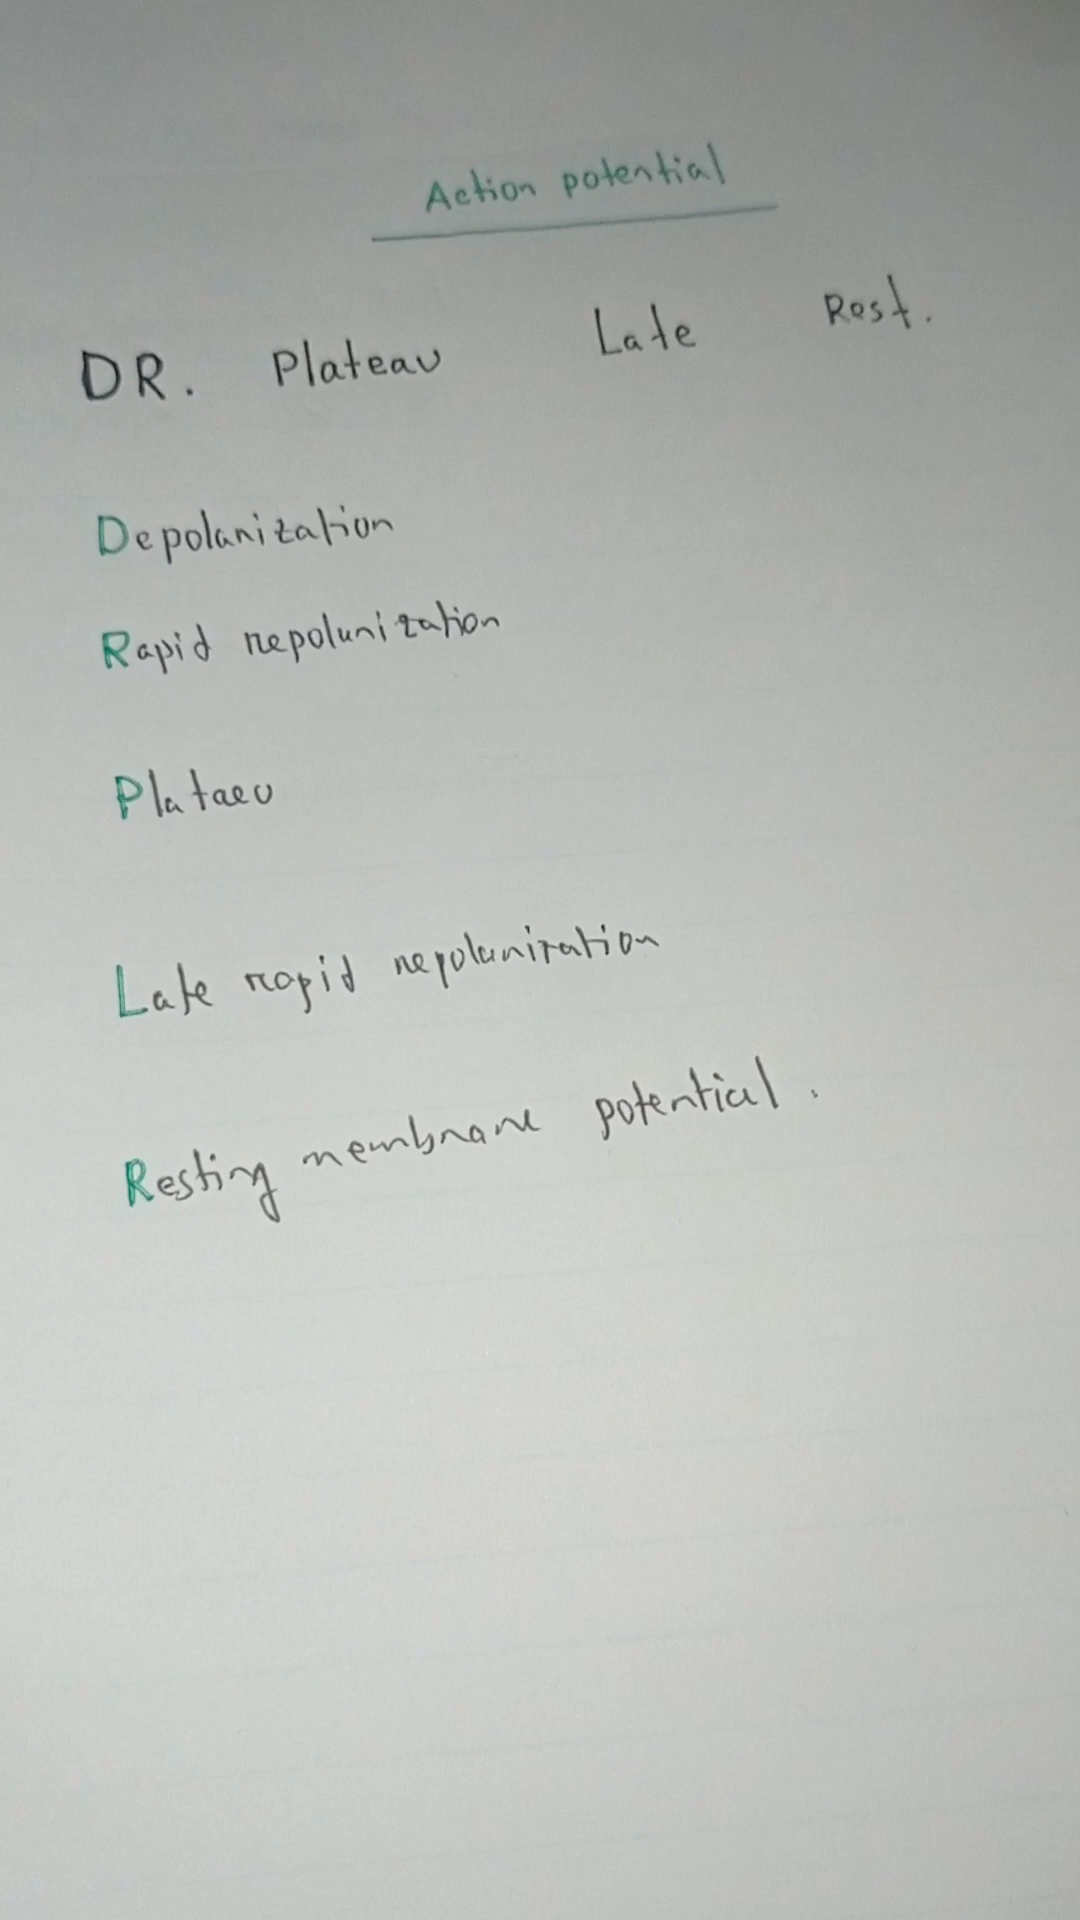 Action potential
DR. Plateau Late Rest.
Depolarization
Rapid repolarization
Plataeu
Late rapid repolarization
Resting membrane potential.